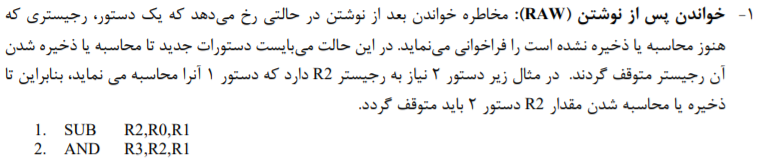 ۱- خواندن پس از نوشتن (RAW): مخاطره خواندن بعد از نوشتن در حالتی رخ می‌دهد که یک دستور، رجیستری که
هنوز محاسبه یا ذخیره نشده است را فراخوانی می‌نماید. در این حالت می‌بایست دستورات جدید تا محاسبه یا ذخیره شدن
آن رجیستر متوقف گردند. در مثال زیر دستور ۲ نیاز به رجیستر R2 دارد که دستور ۱ آنرا محاسبه می نماید، بنابراین تا
ذخیره یا محاسبه شدن مقدار R2 دستور ۲ باید متوقف گردد.
1. SUB R2,R0,R1
2. AND R3,R2,R1